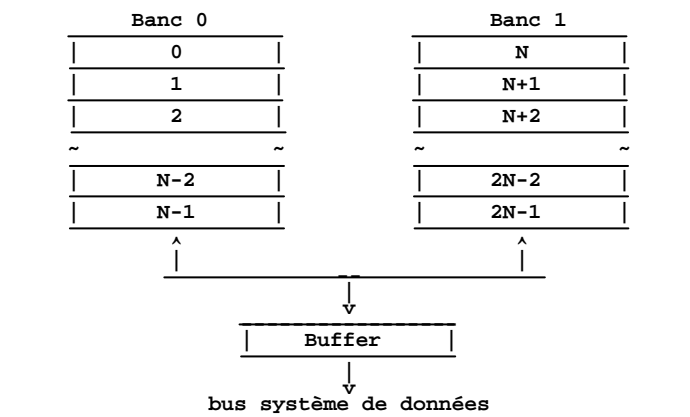 Banc 0 Banc 1
0 N
1 N+1
2 N+2
~ ~ ~ ~
N-2 2N-2
N-1 2N-1
Buffer
bus système de données